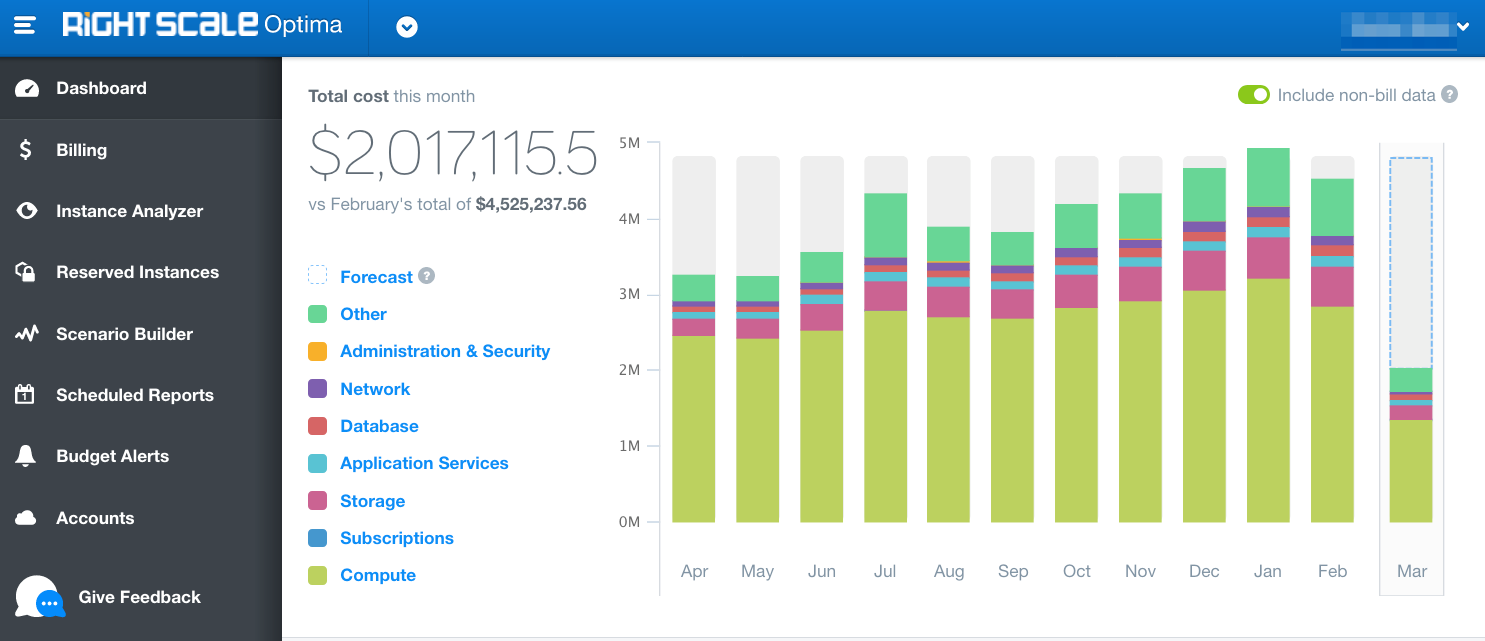 RIGHTSCALE Optima
Dashboard
Billing
Instance Analyzer
Reserved Instances
Scenario Builder
Scheduled Reports
1
Budget Alerts
Accounts
Give Feedback
Total cost this month
$2,017,115.5
vs February's total of $4,525,237.56
Include non-bill data ?
Forecast ?
Other
Administration & Security
Network
Database
Application Services
Storage
Subscriptions
Compute
5M
4M
3M
2M
1M
0M
Apr May Jun Jul Aug Sep Oct Nov Dec Jan Feb Mar